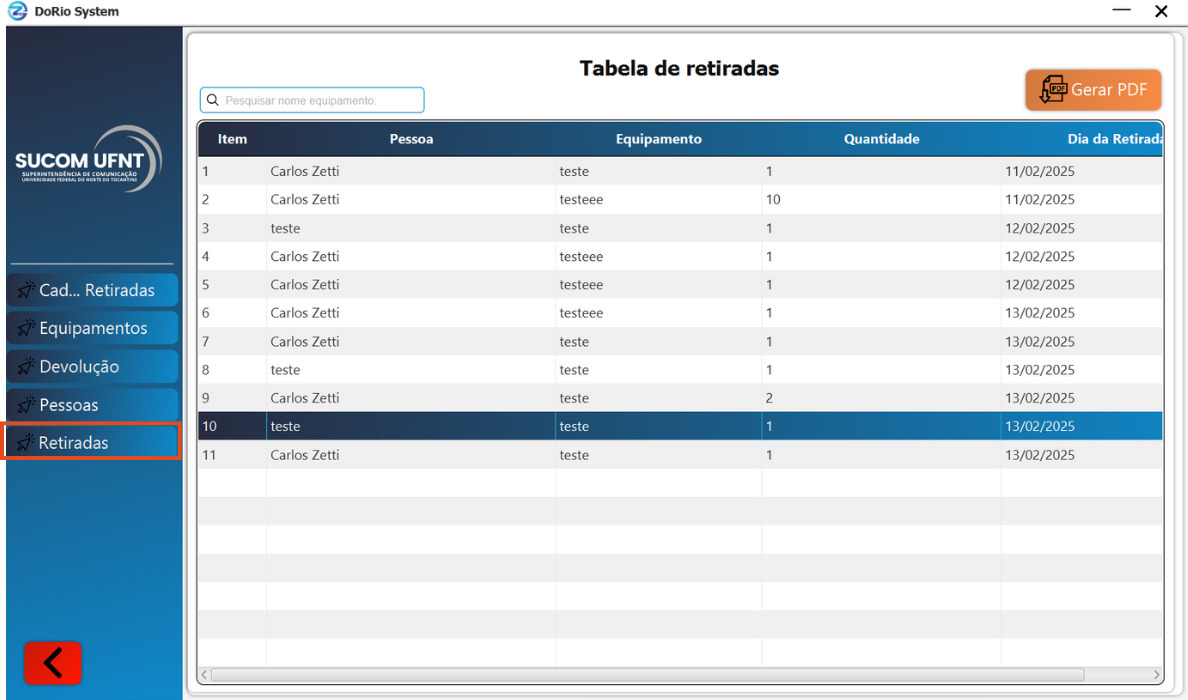 DoRio System
SUCOM UFNT
SUPERINTENDÊNCIA DE COMUNICAÇÃO
UNIVERSIDADE FEDERAL DO NORTE DO TOCANTINS
Cad... Retiradas
Equipamentos
Devolução
Pessoas
Retiradas
Tabela de retiradas
Pesquisar nome equipamento:
PDF Gerar PDF
Item Pessoa Equipamento Quantidade Dia da Retirada
1 Carlos Zetti teste 1 11/02/2025
2 Carlos Zetti testeee 10 11/02/2025
3 teste teste 1 12/02/2025
4 Carlos Zetti testeee 1 12/02/2025
5 Carlos Zetti testeee 1 12/02/2025
6 Carlos Zetti testeee 1 13/02/2025
7 Carlos Zetti teste 1 13/02/2025
8 teste teste 1 13/02/2025
9 Carlos Zetti teste 2 13/02/2025
10 teste teste 1 13/02/2025
11 Carlos Zetti teste 1 13/02/2025